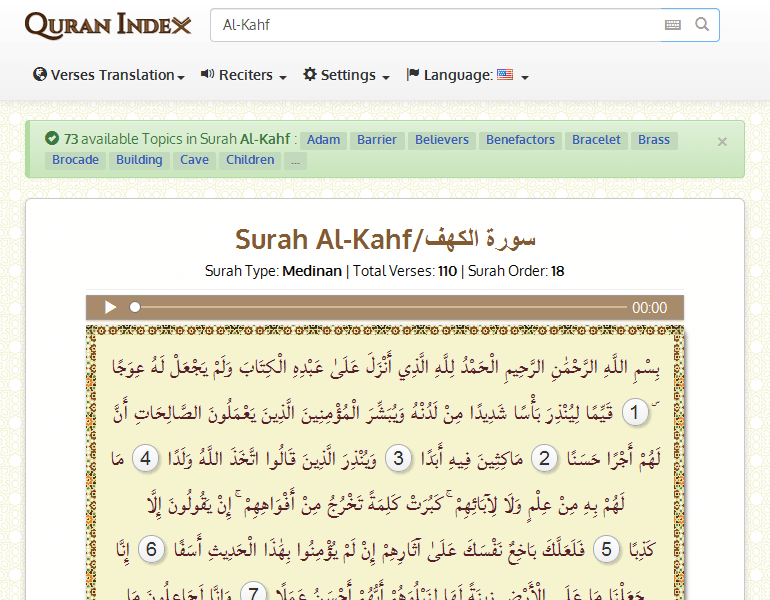 Quran Index
Al-Kahf
Verses Translation Reciters Settings Language:
73 available Topics in Surah Al-Kahf : Adam Barrier Believers Benefactors Bracelet Brass
Brocade Building Cave Children ...
×
Surah Al-Kahf/سورة الكهف
Surah Type: Medinan | Total Verses: 110 | Surah Order: 18
00:00
بِسْمِ اللَّهِ الرَّحْمَٰنِ الرَّحِيمِ الْحَمْدُ لِلَّهِ الَّذِي أَنْزَلَ عَلَىٰ عَبْدِهِ الْكِتَابَ وَلَمْ يَجْعَلْ لَهُ عِوَجًا
ۜ 1 قَيِّمًا لِيُنْذِرَ بَأْسًا شَدِيدًا مِنْ لَدُنْهُ وَيُبَشِّرَ الْمُؤْمِنِينَ الَّذِينَ يَعْمَلُونَ الصَّالِحَاتِ أَنَّ
لَهُمْ أَجْرًا حَسَنًا 2 مَاكِثِينَ فِيهِ أَبَدًا 3 وَيُنْذِرَ الَّذِينَ قَالُوا اتَّخَذَ اللَّهُ وَلَدًا 4 مَا
لَهُمْ بِهِ مِنْ عِلْمٍ وَلَا لِآبَائِهِمْ ۚ كَبُرَتْ كَلِمَةً تَخْرُجُ مِنْ أَفْوَاهِهِمْ ۚ إِنْ يَقُولُونَ إِلَّا
كَذِبًا 5 فَلَعَلَّكَ بَاخِعٌ نَفْسَكَ عَلَىٰ آثَارِهِمْ إِنْ لَمْ يُؤْمِنُوا بِهَٰذَا الْحَدِيثِ أَسَفًا 6 إِنَّا
جَعَلْنَا مَا عَلَى الْأَرْضِ زِينَةً لَهَا لِنَبْلُوَهُمْ أَيُّهُمْ أَحْسَنُ عَمَلًا 7 وَإِنَّا لَجَاعِلُونَ مَا